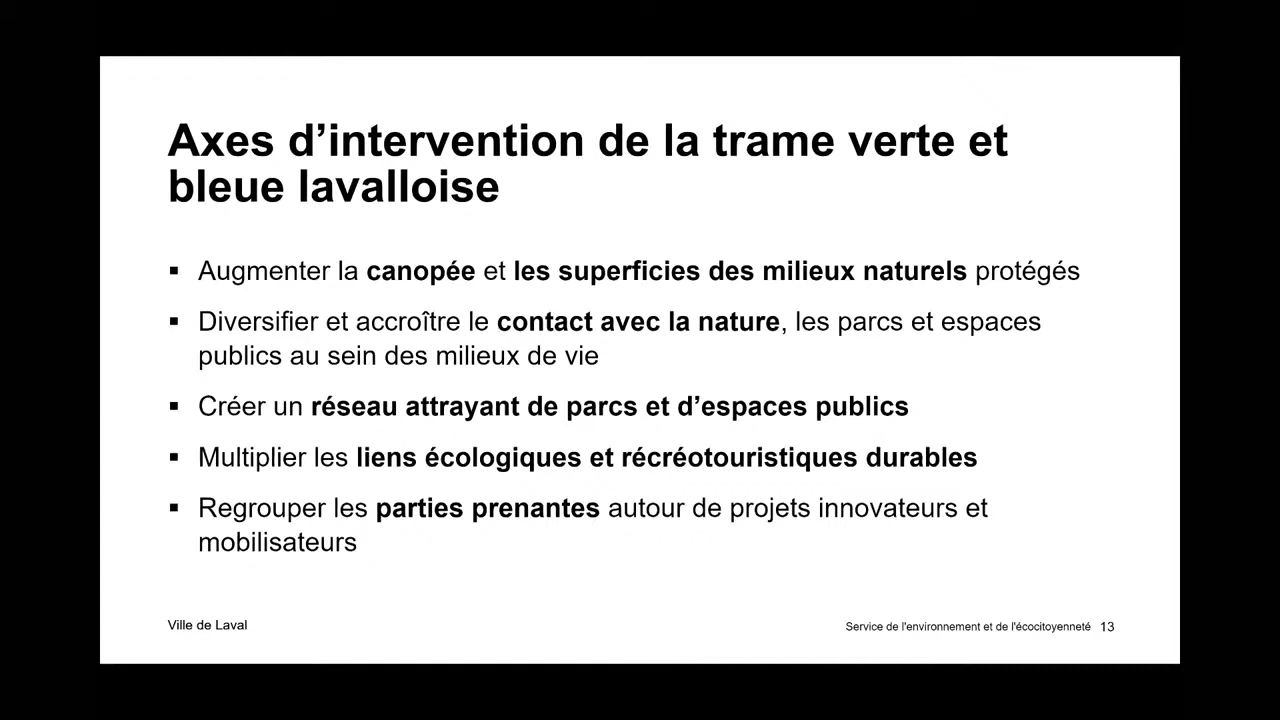 Axes d’intervention de la trame verte et
bleue lavalloise
▪ Augmenter la canopée et les superficies des milieux naturels protégés
▪ Diversifier et accroître le contact avec la nature, les parcs et espaces
publics au sein des milieux de vie
▪ Créer un réseau attrayant de parcs et d’espaces publics
▪ Multiplier les liens écologiques et récréotouristiques durables
▪ Regrouper les parties prenantes autour de projets innovateurs et
mobilisateurs
Ville de Laval
Service de l'environnement et de l'écocitoyenneté 13